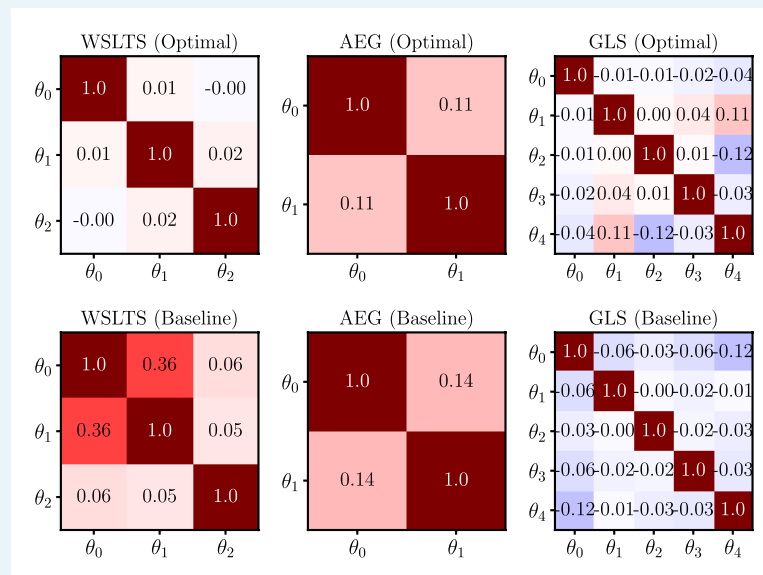 WSLTS (Optimal) AEG (Optimal) GLS (Optimal)
θ0 1.0 0.01 -0.00
θ1 0.01 1.0 0.02
θ2 -0.00 0.02 1.0
θ0 θ1 θ2
θ0 1.0 0.11
θ1 0.11 1.0
θ0 θ1
θ0 1.0 -0.01 -0.01 -0.02 -0.04
θ1 -0.01 1.0 0.00 0.04 0.11
θ2 -0.01 0.00 1.0 0.01 -0.12
θ3 -0.02 0.04 0.01 1.0 -0.03
θ4 -0.04 0.11 -0.12 -0.03 1.0
θ0 θ1 θ2 θ3 θ4
WSLTS (Baseline) AEG (Baseline) GLS (Baseline)
θ0 1.0 0.36 0.06
θ1 0.36 1.0 0.05
θ2 0.06 0.05 1.0
θ0 θ1 θ2
θ0 1.0 0.14
θ1 0.14 1.0
θ0 θ1
θ0 1.0 -0.06 -0.03 -0.06 -0.12
θ1 -0.06 1.0 -0.00 -0.02 -0.01
θ2 -0.03 -0.00 1.0 -0.02 -0.03
θ3 -0.06 -0.02 -0.02 1.0 -0.03
θ4 -0.12 -0.01 -0.03 -0.03 1.0
θ0 θ1 θ2 θ3 θ4